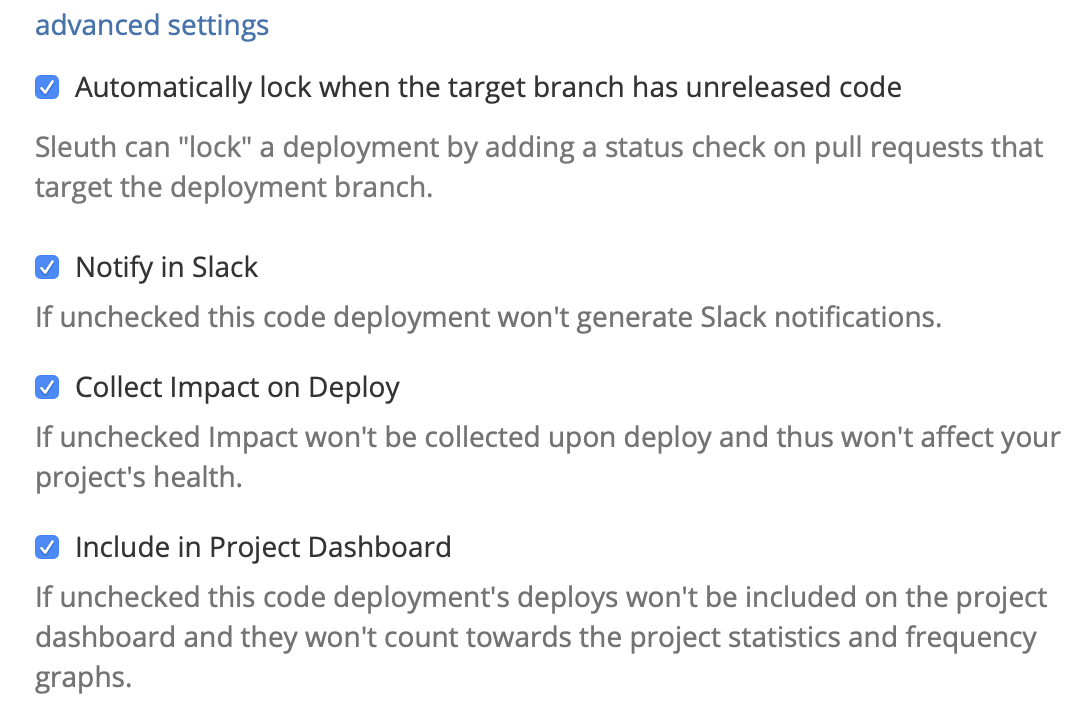 advanced settings
Automatically lock when the target branch has unreleased code
Sleuth can "lock" a deployment by adding a status check on pull requests that
target the deployment branch.
Notify in Slack
If unchecked this code deployment won't generate Slack notifications.
Collect Impact on Deploy
If unchecked Impact won't be collected upon deploy and thus won't affect your
project's health.
Include in Project Dashboard
If unchecked this code deployment's deploys won't be included on the project
dashboard and they won't count towards the project statistics and frequency
graphs.